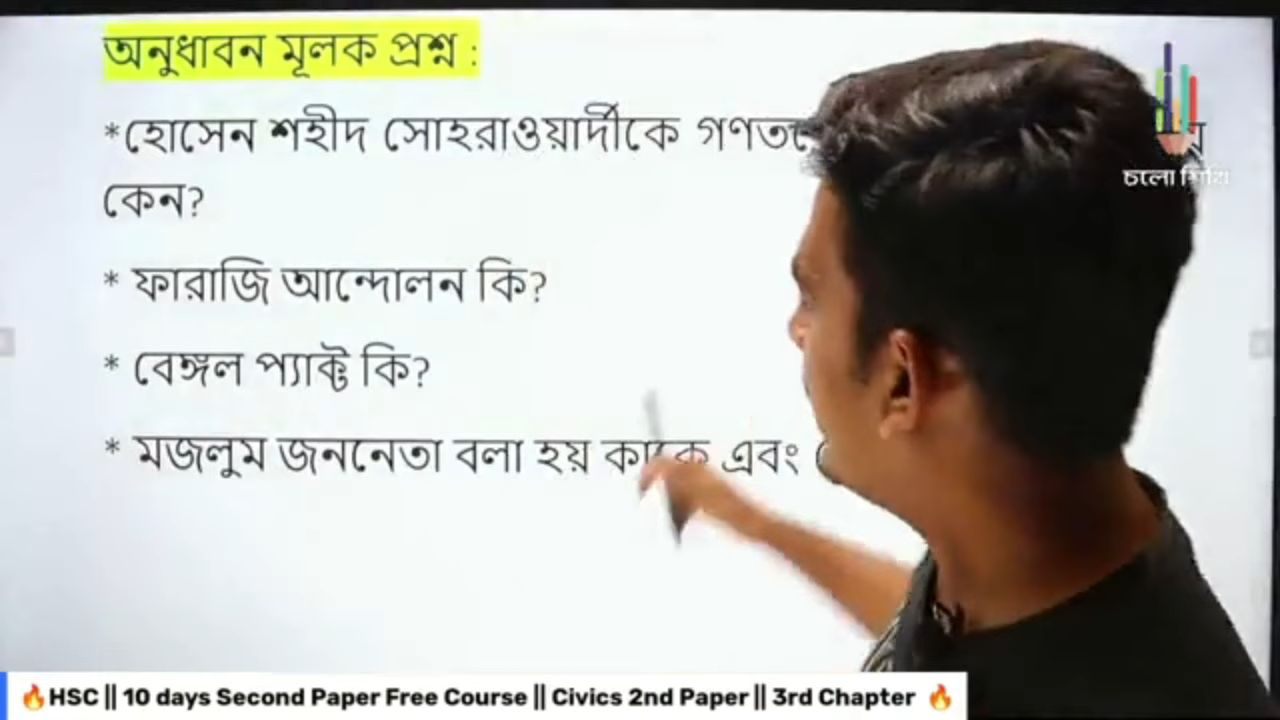 অনুধাবন মূলক প্রশ্ন :
*হোসেন শহীদ সোহরাওয়ার্দীকে
কেন?
* ফারাজি আন্দোলন কি?
* বেঙ্গল প্যাক্ট কি?
* মজলুম জননেতা বলা হয় কাকে এবং
চলো শিখি
🔥HSC || 10 days Second Paper Free Course || Civics 2nd Paper || 3rd Chapter 🔥